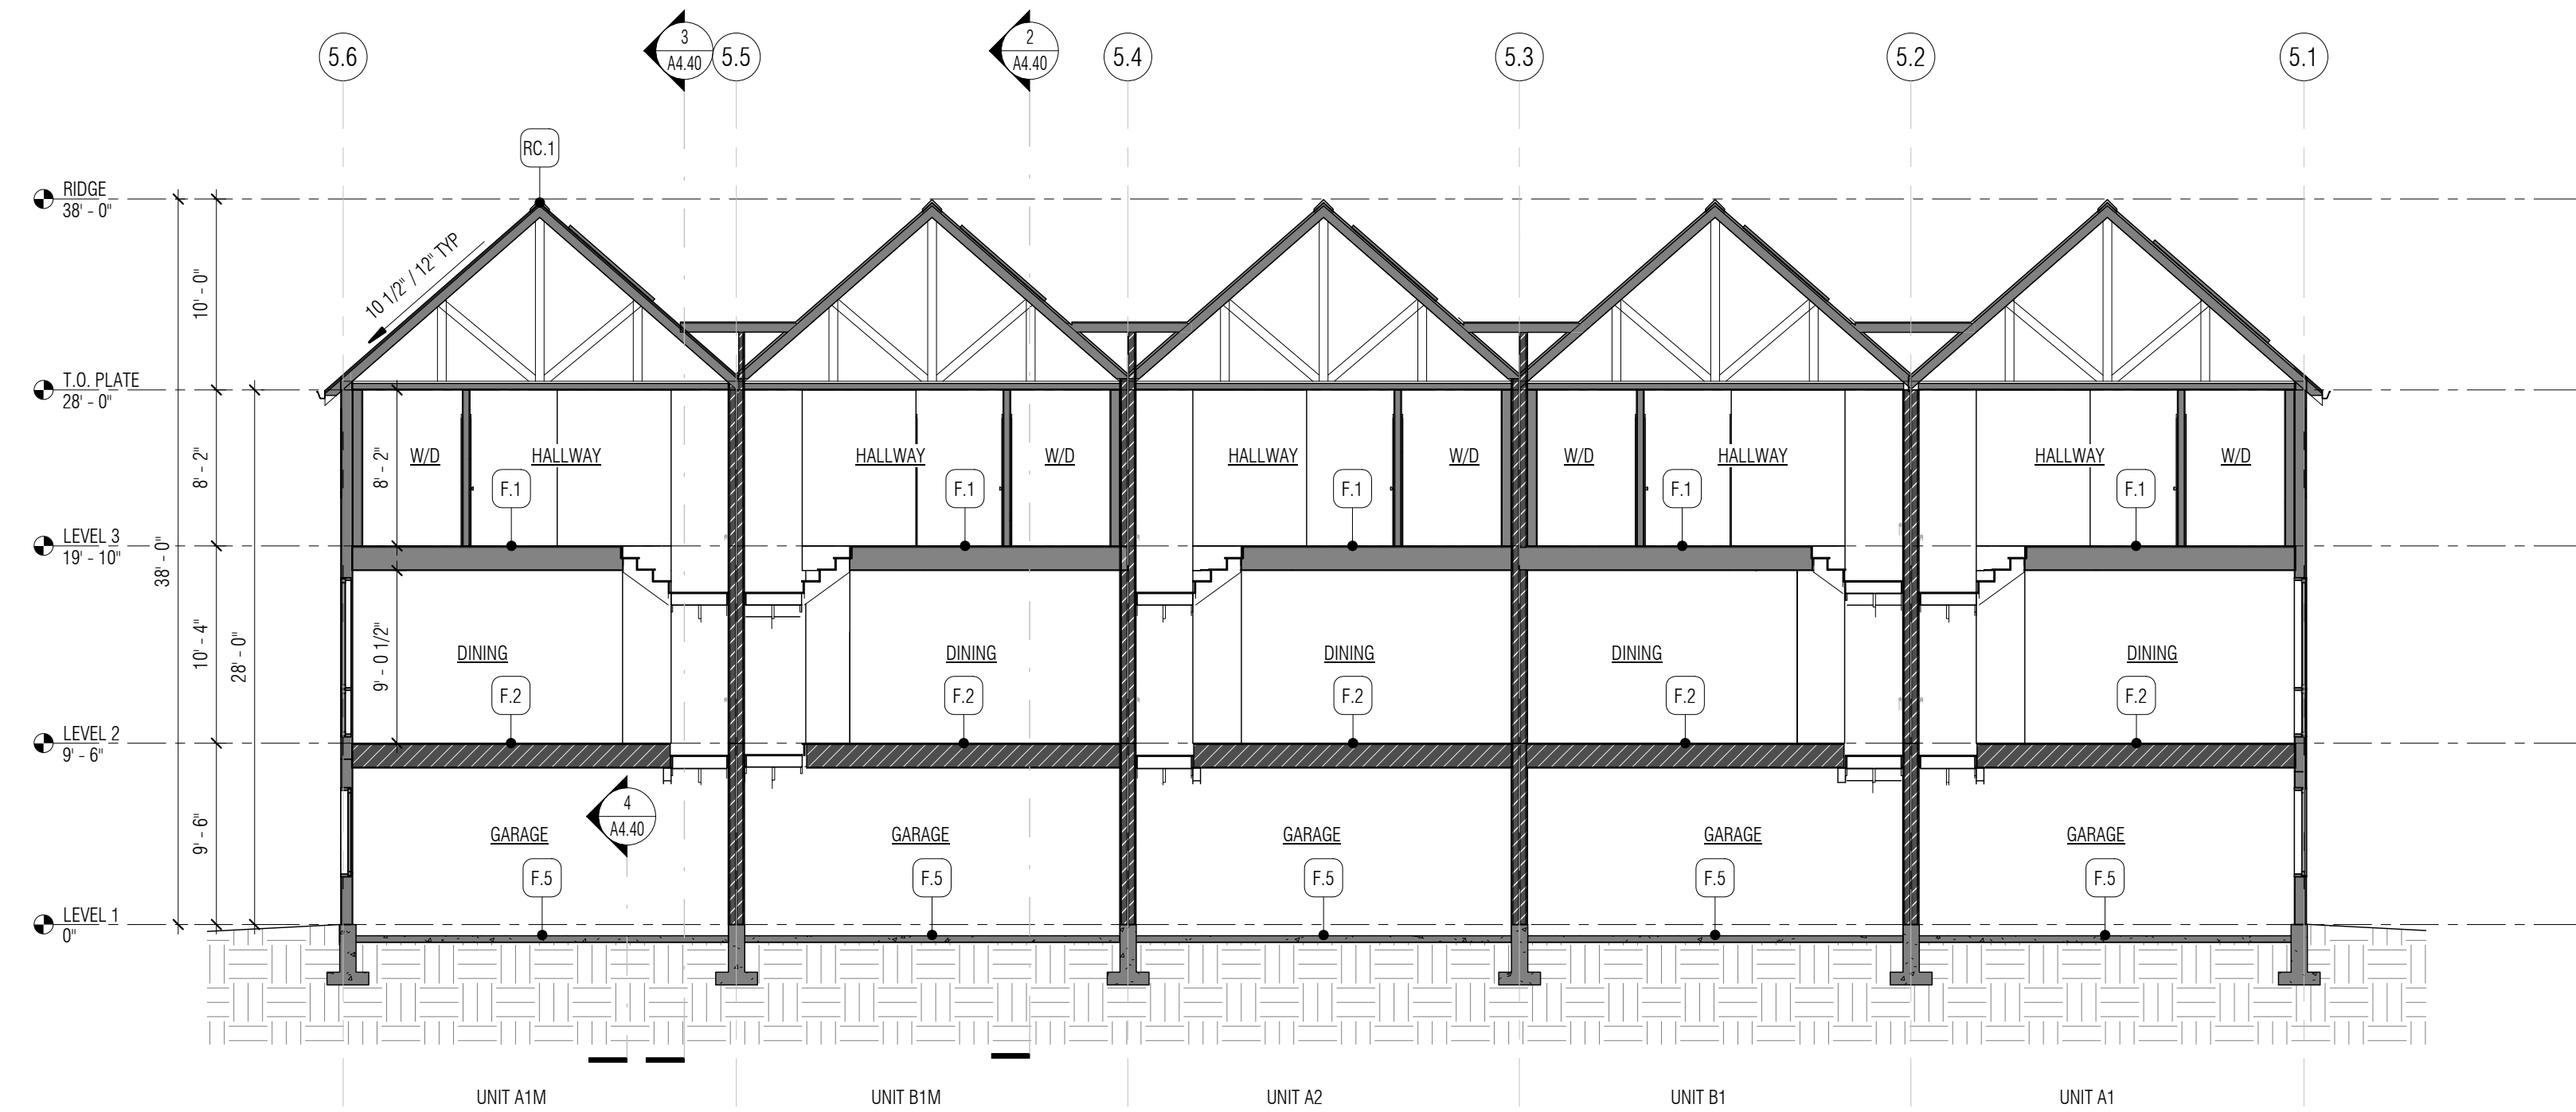 5.6
3
A4.40
5.5
2
A4.40
5.4
5.3
5.2
5.1
RC.1
RIDGE
38' - 0"
10 1/2" / 12" TYP
10' - 0"
T.O. PLATE
28' - 0"
8' - 2"
8' - 2"
W/D
HALLWAY
HALLWAY
W/D
HALLWAY
W/D
W/D
HALLWAY
HALLWAY
W/D
F.1
F.1
F.1
F.1
F.1
LEVEL 3
19' - 10"
38' - 0"
10' - 4"
28' - 0"
9' - 0 1/2"
DINING
DINING
DINING
DINING
DINING
F.2
F.2
F.2
F.2
F.2
LEVEL 2
9' - 6"
4
A4.40
9' - 6"
GARAGE
GARAGE
GARAGE
GARAGE
GARAGE
F.5
F.5
F.5
F.5
F.5
LEVEL 1
0"
UNIT A1M
UNIT B1M
UNIT A2
UNIT B1
UNIT A1